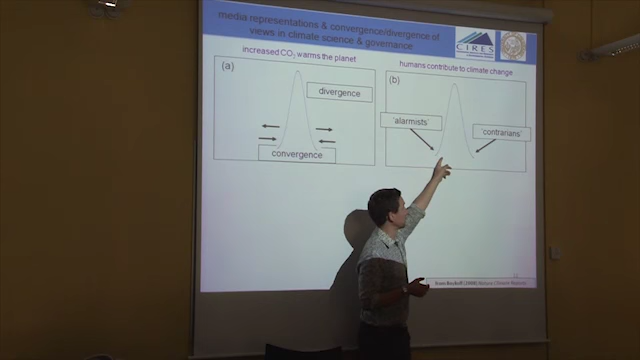 media representations & convergence/divergence of
views in climate science & governance
CIRES
increased CO₂ warms the planet
humans contribute to climate change
(a)
divergence
convergence
(b)
'alarmists'
'contrarians'